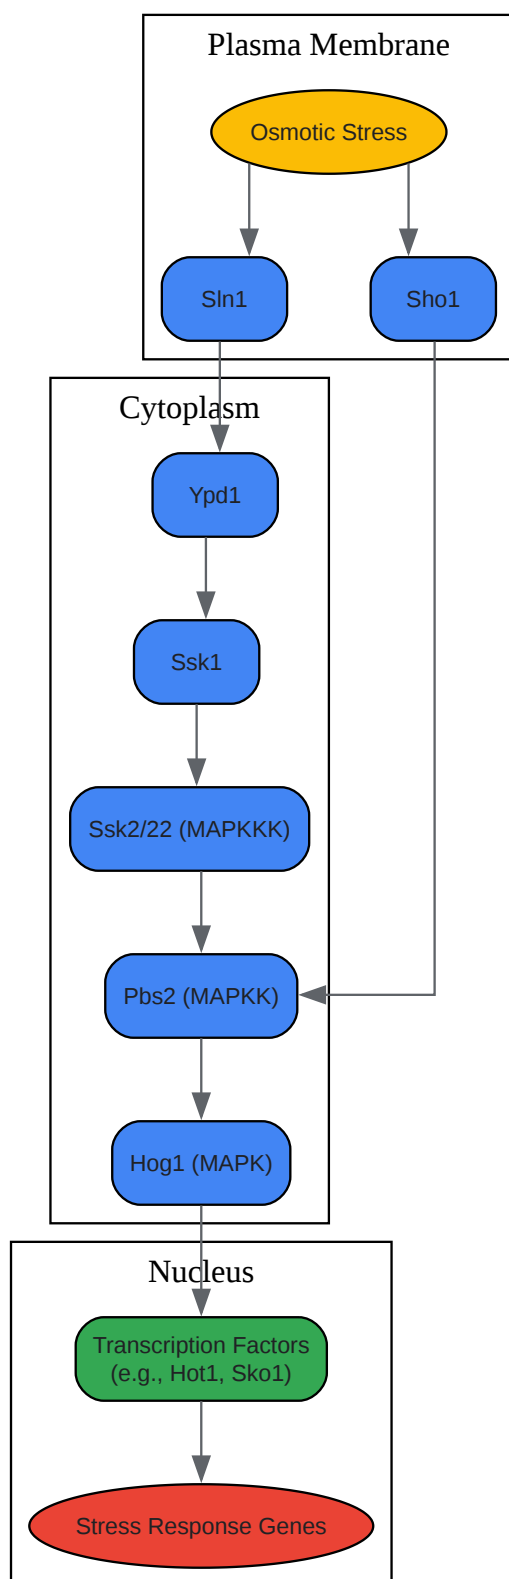 Plasma Membrane
Osmotic Stress
Sln1
Sho1
Cytoplasm
Ypd1
Ssk1
Ssk2/22 (MAPKKK)
Pbs2 (MAPKK)
Hog1 (MAPK)
Nucleus
Transcription Factors
(e.g., Hot1, Sko1)
Stress Response Genes